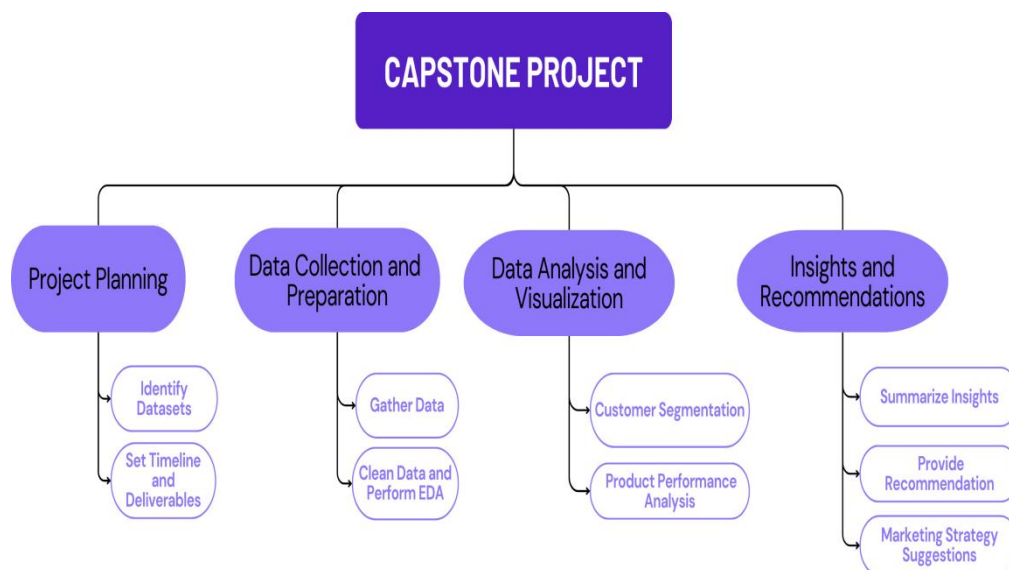 CAPSTONE PROJECT
Project Planning
Data Collection and
Preparation
Data Analysis and
Visualization
Insights and
Recommendations
Identify
Datasets
Set Timeline
and
Deliverables
Gather Data
Clean Data and
Perform EDA
Customer Segmentation
Product Performance
Analysis
Summarize Insights
Provide
Recommendation
Marketing Strategy
Suggestions